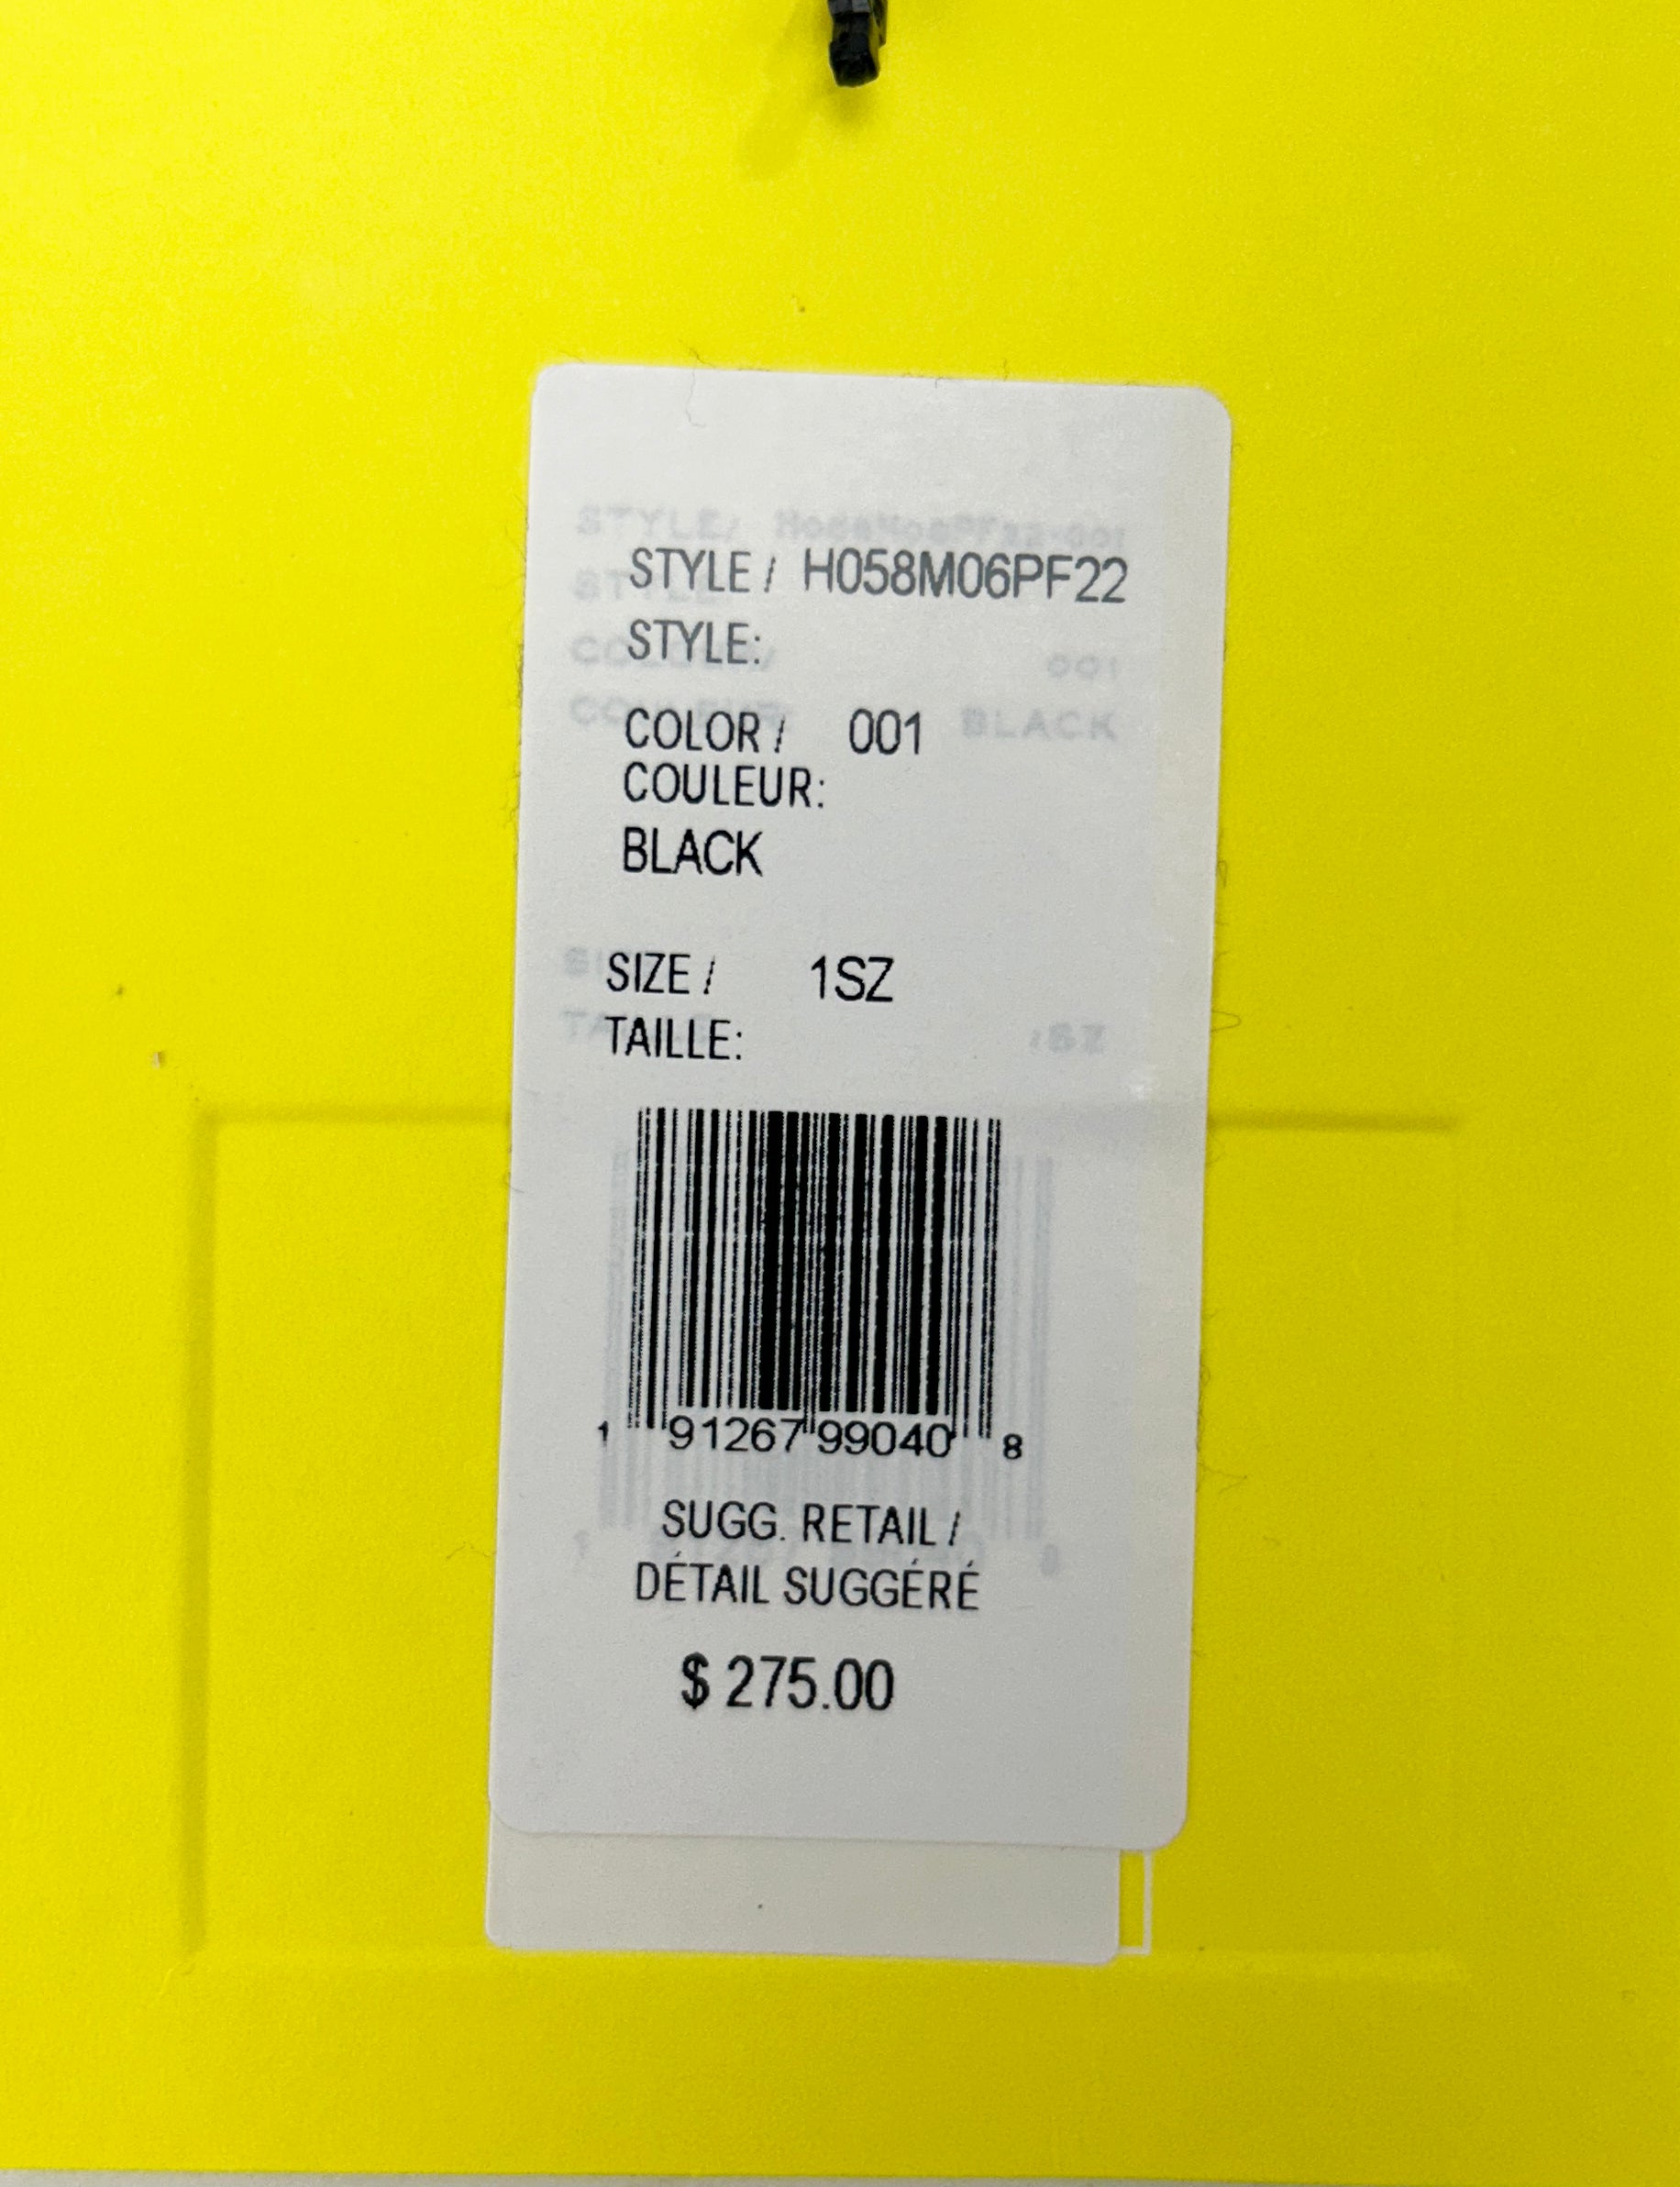 STYLE / H058M06PF22
STYLE:
COLOR / 001
COULEUR:
BLACK
SIZE / 1SZ
TAILLE:
1 91267 99040 8
SUGG. RETAIL /
DÉTAIL SUGGÉRÉ
$ 275.00